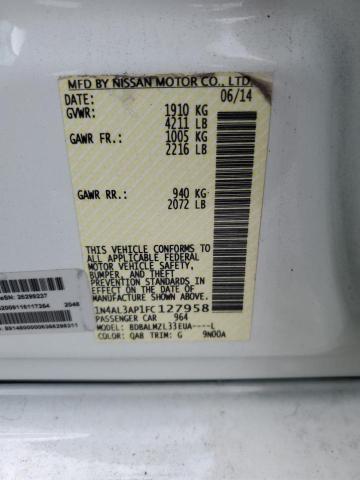 MFD BY NISSAN MOTOR CO., LTD.
DATE: 06/14
GVWR: 1910 KG
4211 LB
GAWR FR.: 1005 KG
2216 LB
GAWR RR.: 940 KG
2072 LB
THIS VEHICLE CONFORMS TO
ALL APPLICABLE FEDERAL
MOTOR VEHICLE SAFETY,
BUMPER, AND THEFT
PREVENTION STANDARDS
IN EFFECT ON THE DATE OF
MANUFACTURE SHOWN ABOVE.
1N4AL3AP1FC127958
PASSENGER CAR 964
MODEL: BDBALMZL33EUA----L
COLOR: QAB TRIM: G 9N00A
2048